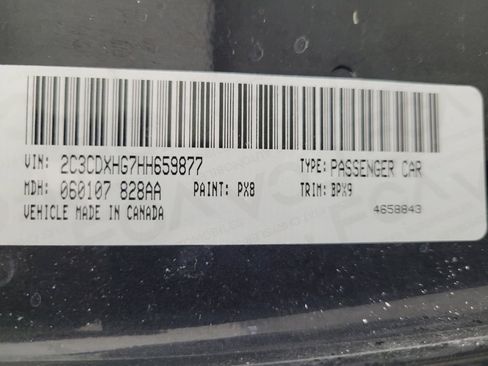 VIN: 2C3CDXHG7HH659877 TYPE: PASSENGER CAR
MDH: 060107 828AA PAINT: PX8 TRIM: BPX9
VEHICLE MADE IN CANADA 4658843